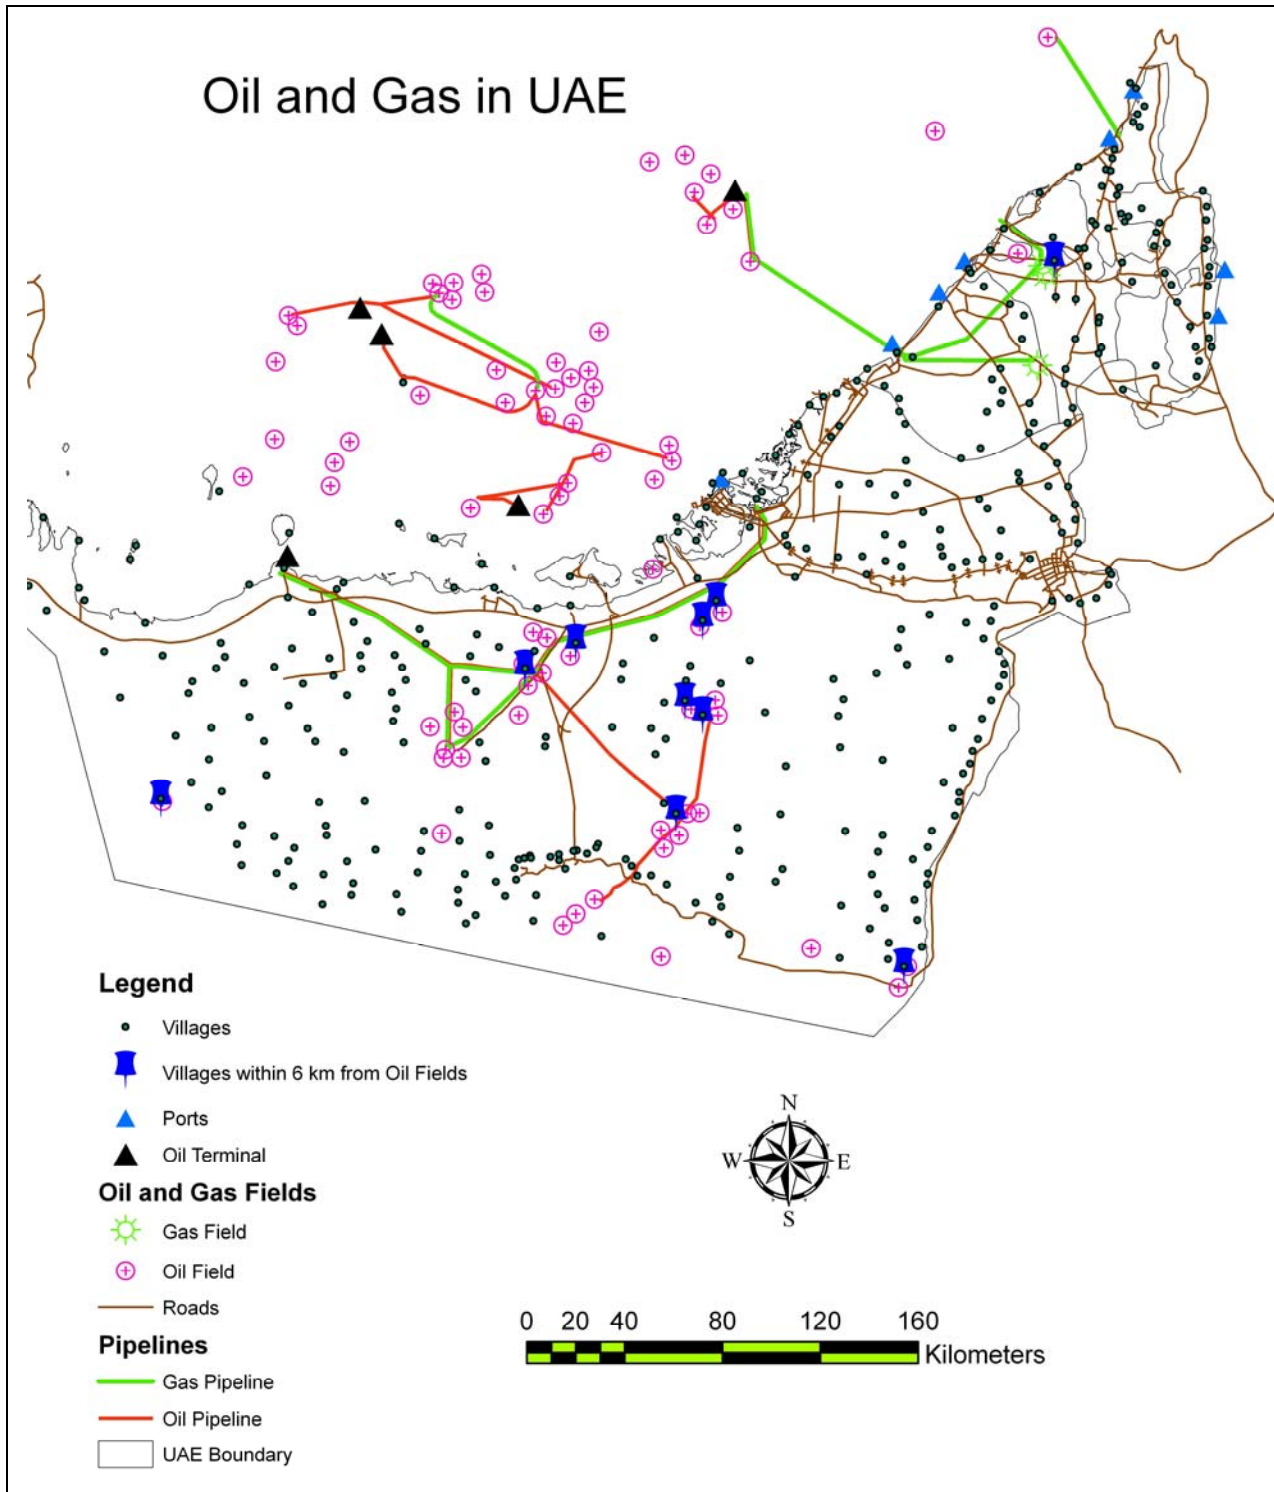 Oil and Gas in UAE
Legend
Villages
Villages within 6 km from Oil Fields
Ports
Oil Terminal
Oil and Gas Fields
Gas Field
Oil Field
Roads
Pipelines
Gas Pipeline
Oil Pipeline
UAE Boundary
N
W E
S
0 20 40 80 120 160
Kilometers